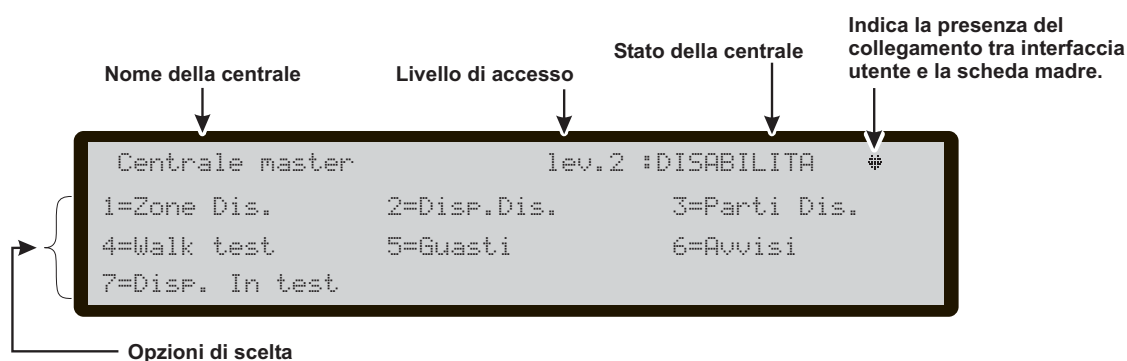 Indica la presenza del
collegamento tra interfaccia
utente e la scheda madre.
Stato della centrale
Livello di accesso
Nome della centrale
Centrale master lev.2 :DISABILITA
1=Zone Dis. 2=Disp.Dis. 3=Parti Dis.
4=Walk test 5=Guasti 6=Avvisi
7=Disp. In test
Opzioni di scelta